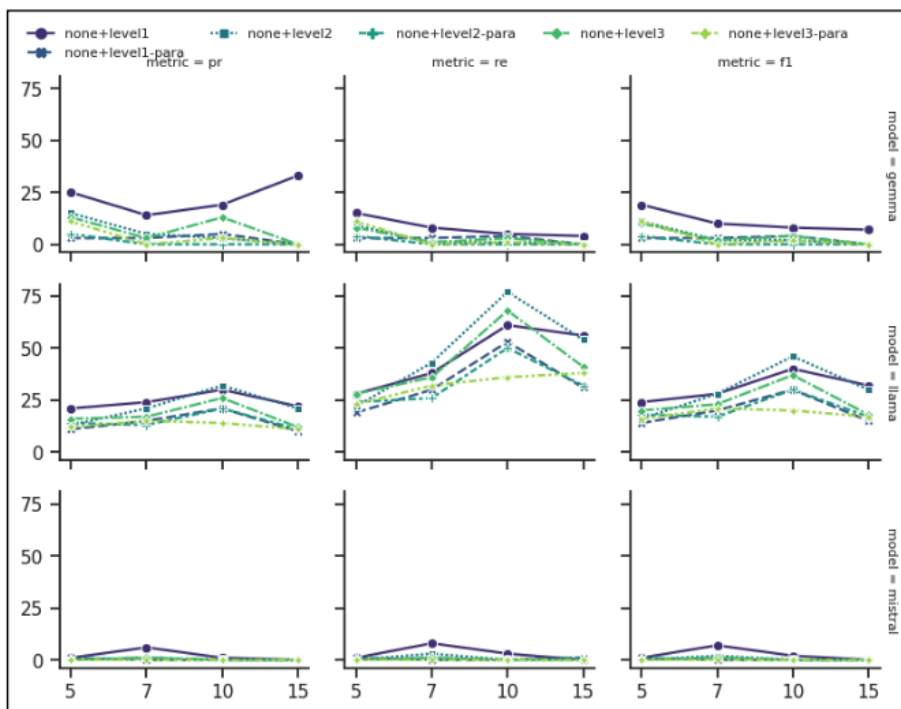 none+level1 none+level2 none+level2-para none+level3 none+level3-para
none+level1-para
metric = pr metric = re metric = f1
75
50
25
0
model = gemma
75
50
25
0
model = llama
75
50
25
0
model = mistral
5 7 10 15 5 7 10 15 5 7 10 15